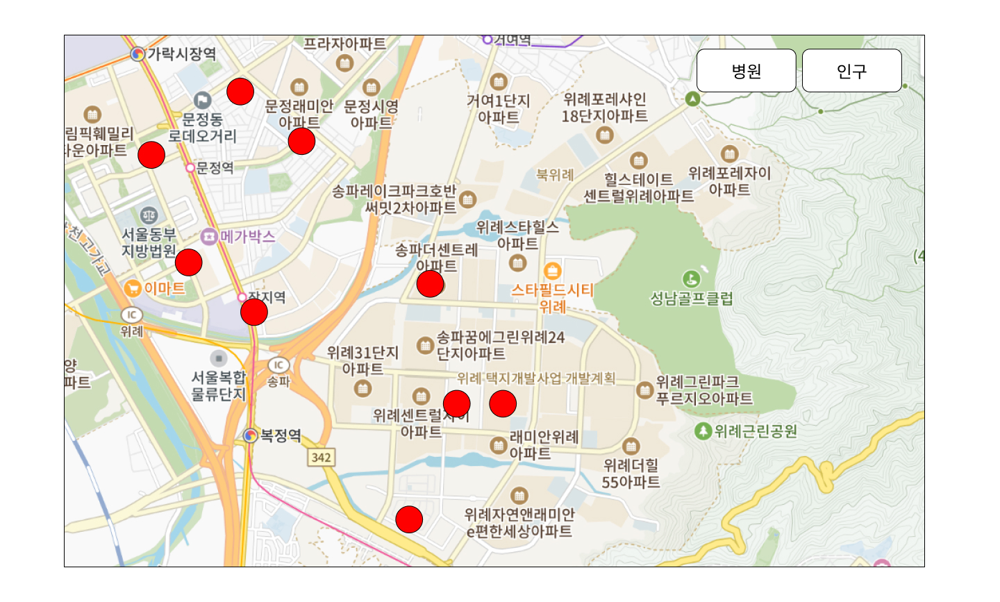 프라자아파트
거여역
가락시장역
병원
인구
문정동
로데오거리
문정래미안
아파트
문정시영
아파트
거여1단지
아파트
위례포레샤인
18단지아파트
림픽훼밀리
타운아파트
문정역
북위례
힐스테이트
센트럴위례아파트
위례포레자이
아파트
송파레이크파크호반
써밋2차아파트
서울동부
지방법원
메가박스
위례스타힐스
아파트
천고가교
송파더센트레
아파트
(4
이마트
장지역
스타필드시티
위례
성남골프클럽
IC
위례
송파꿈에그린위례24
단지아파트
위례31단지
아파트
양
파트
서울복합
물류단지
IC
송파
위례 택지개발사업 개발계획
위례그린파크
푸르지오아파트
위례센트럴자이
아파트
복정역
342
래미안위례
아파트
위례근린공원
위례더힐
55아파트
위례자연앤래미안
e편한세상아파트